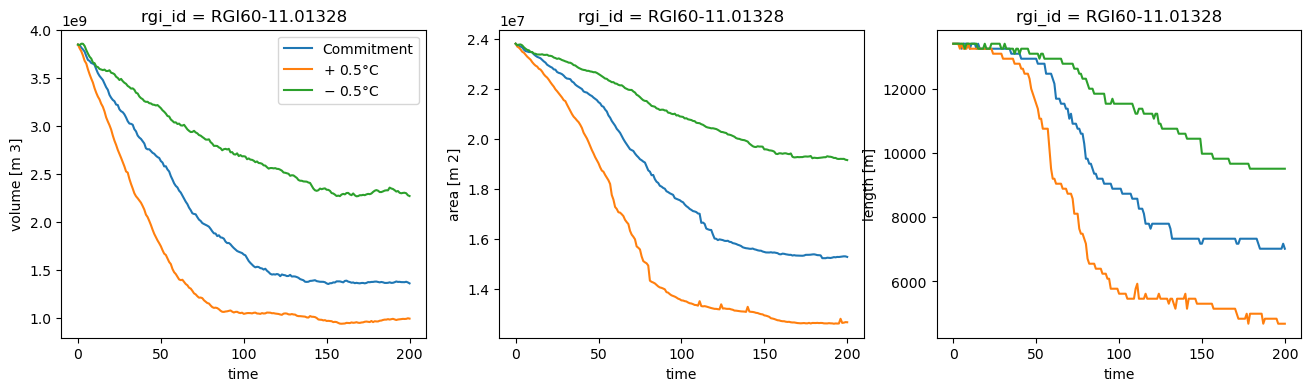 rgi_id = RGI60-11.01328
1e9
4.0
3.5
3.0
2.5
2.0
1.5
1.0
volume [m 3]
0 50 100 150 200
time
Commitment
+ 0.5°C
− 0.5°C
rgi_id = RGI60-11.01328
1e7
2.4
2.2
2.0
1.8
1.6
1.4
area [m 2]
0 50 100 150 200
time
rgi_id = RGI60-11.01328
12000
10000
8000
6000
length [m]
0 50 100 150 200
time